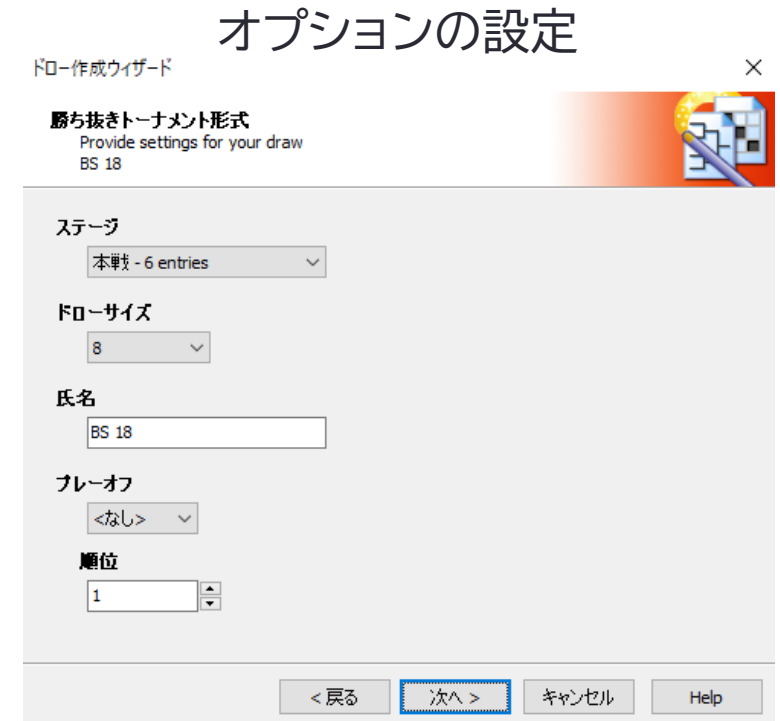 オプションの設定
ドロー作成ウィザード
勝ち抜きトーナメント形式
Provide settings for your draw
BS 18
ステージ
本戦 - 6 entries
ドローサイズ
8
氏名
BS 18
プレーオフ
<なし>
順位
1
< 戻る 次へ > キャンセル Help